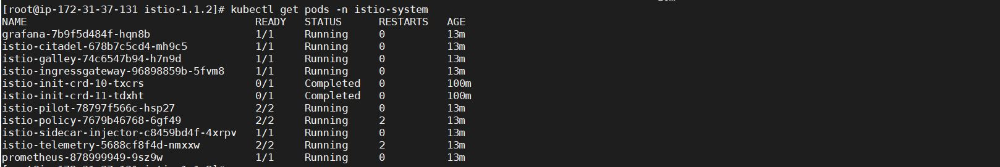 [root@ip-172-31-37-131 istio-1.1.2]# kubectl get pods -n istio-system
NAME READY STATUS RESTARTS AGE
grafana-7b9f5d484f-hqn8b 1/1 Running 0 13m
istio-citadel-678b7c5cd4-mh9c5 1/1 Running 0 13m
istio-galley-74c6547b94-h7n9d 1/1 Running 0 13m
istio-ingressgateway-96898859b-5fvm8 1/1 Running 0 13m
istio-init-crd-10-txcrs 0/1 Completed 0 100m
istio-init-crd-11-tdxht 0/1 Completed 0 100m
istio-pilot-78797f566c-hsp27 2/2 Running 0 13m
istio-policy-7679b46768-6gf49 2/2 Running 2 13m
istio-sidecar-injector-c8459bd4f-4xrpv 1/1 Running 0 13m
istio-telemetry-5688cf8f4d-nmxxw 2/2 Running 2 13m
prometheus-878999949-9sz9w 1/1 Running 0 13m